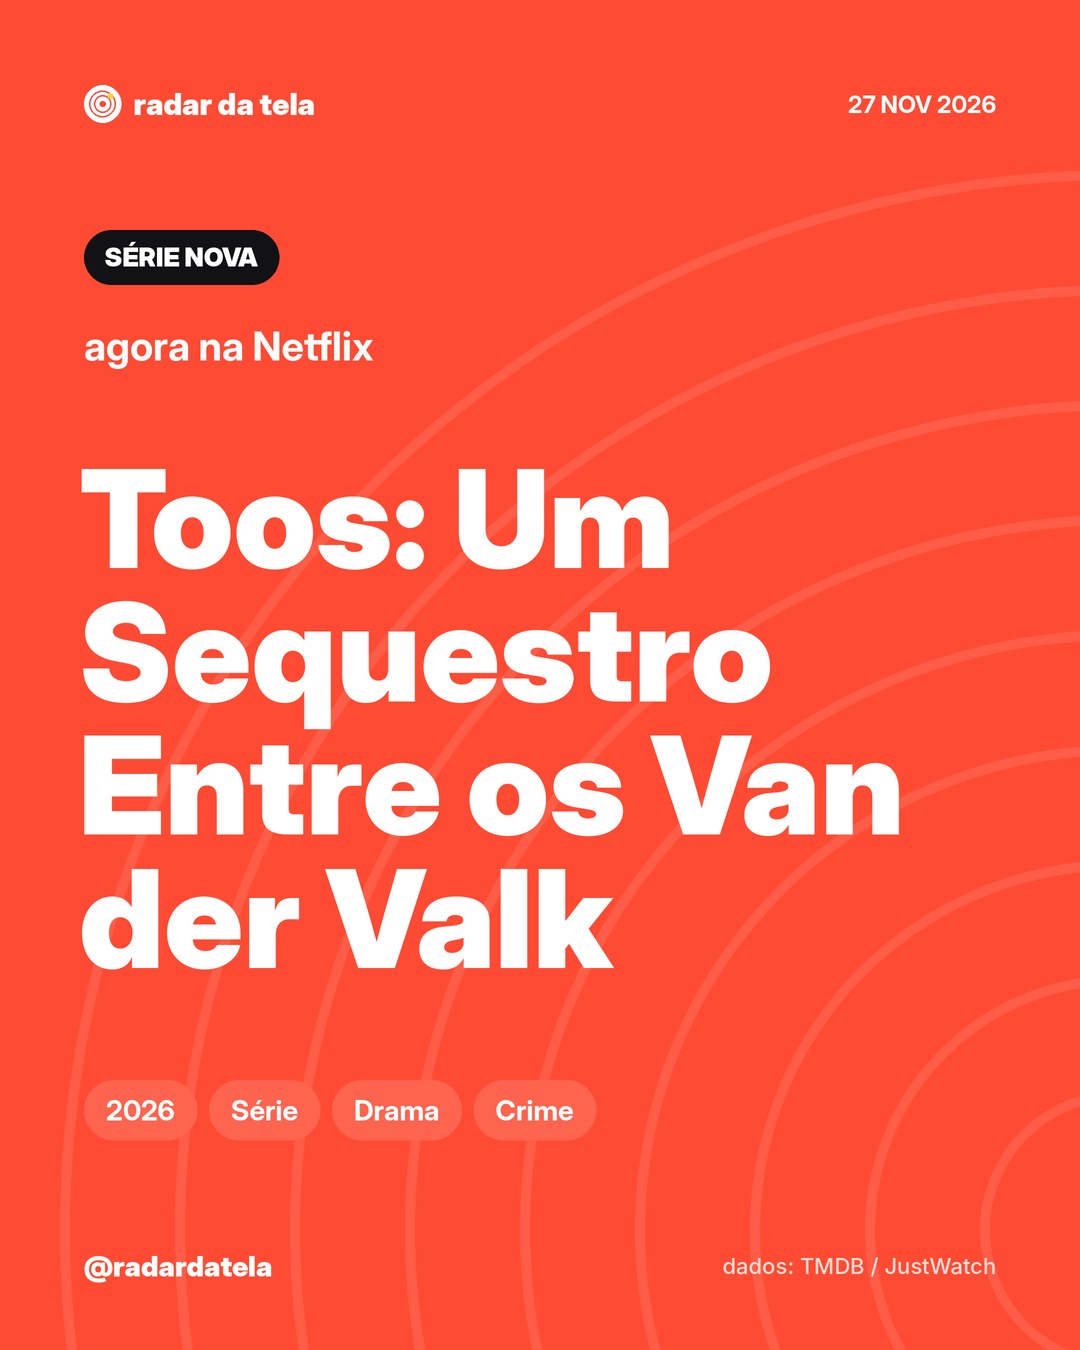 radar da tela
27 NOV 2026
SÉRIE NOVA
agora na Netflix
Toos: Um
Sequestro
Entre os Van
der Valk
2026
Série
Drama
Crime
@radardatela
dados: TMDB / JustWatch